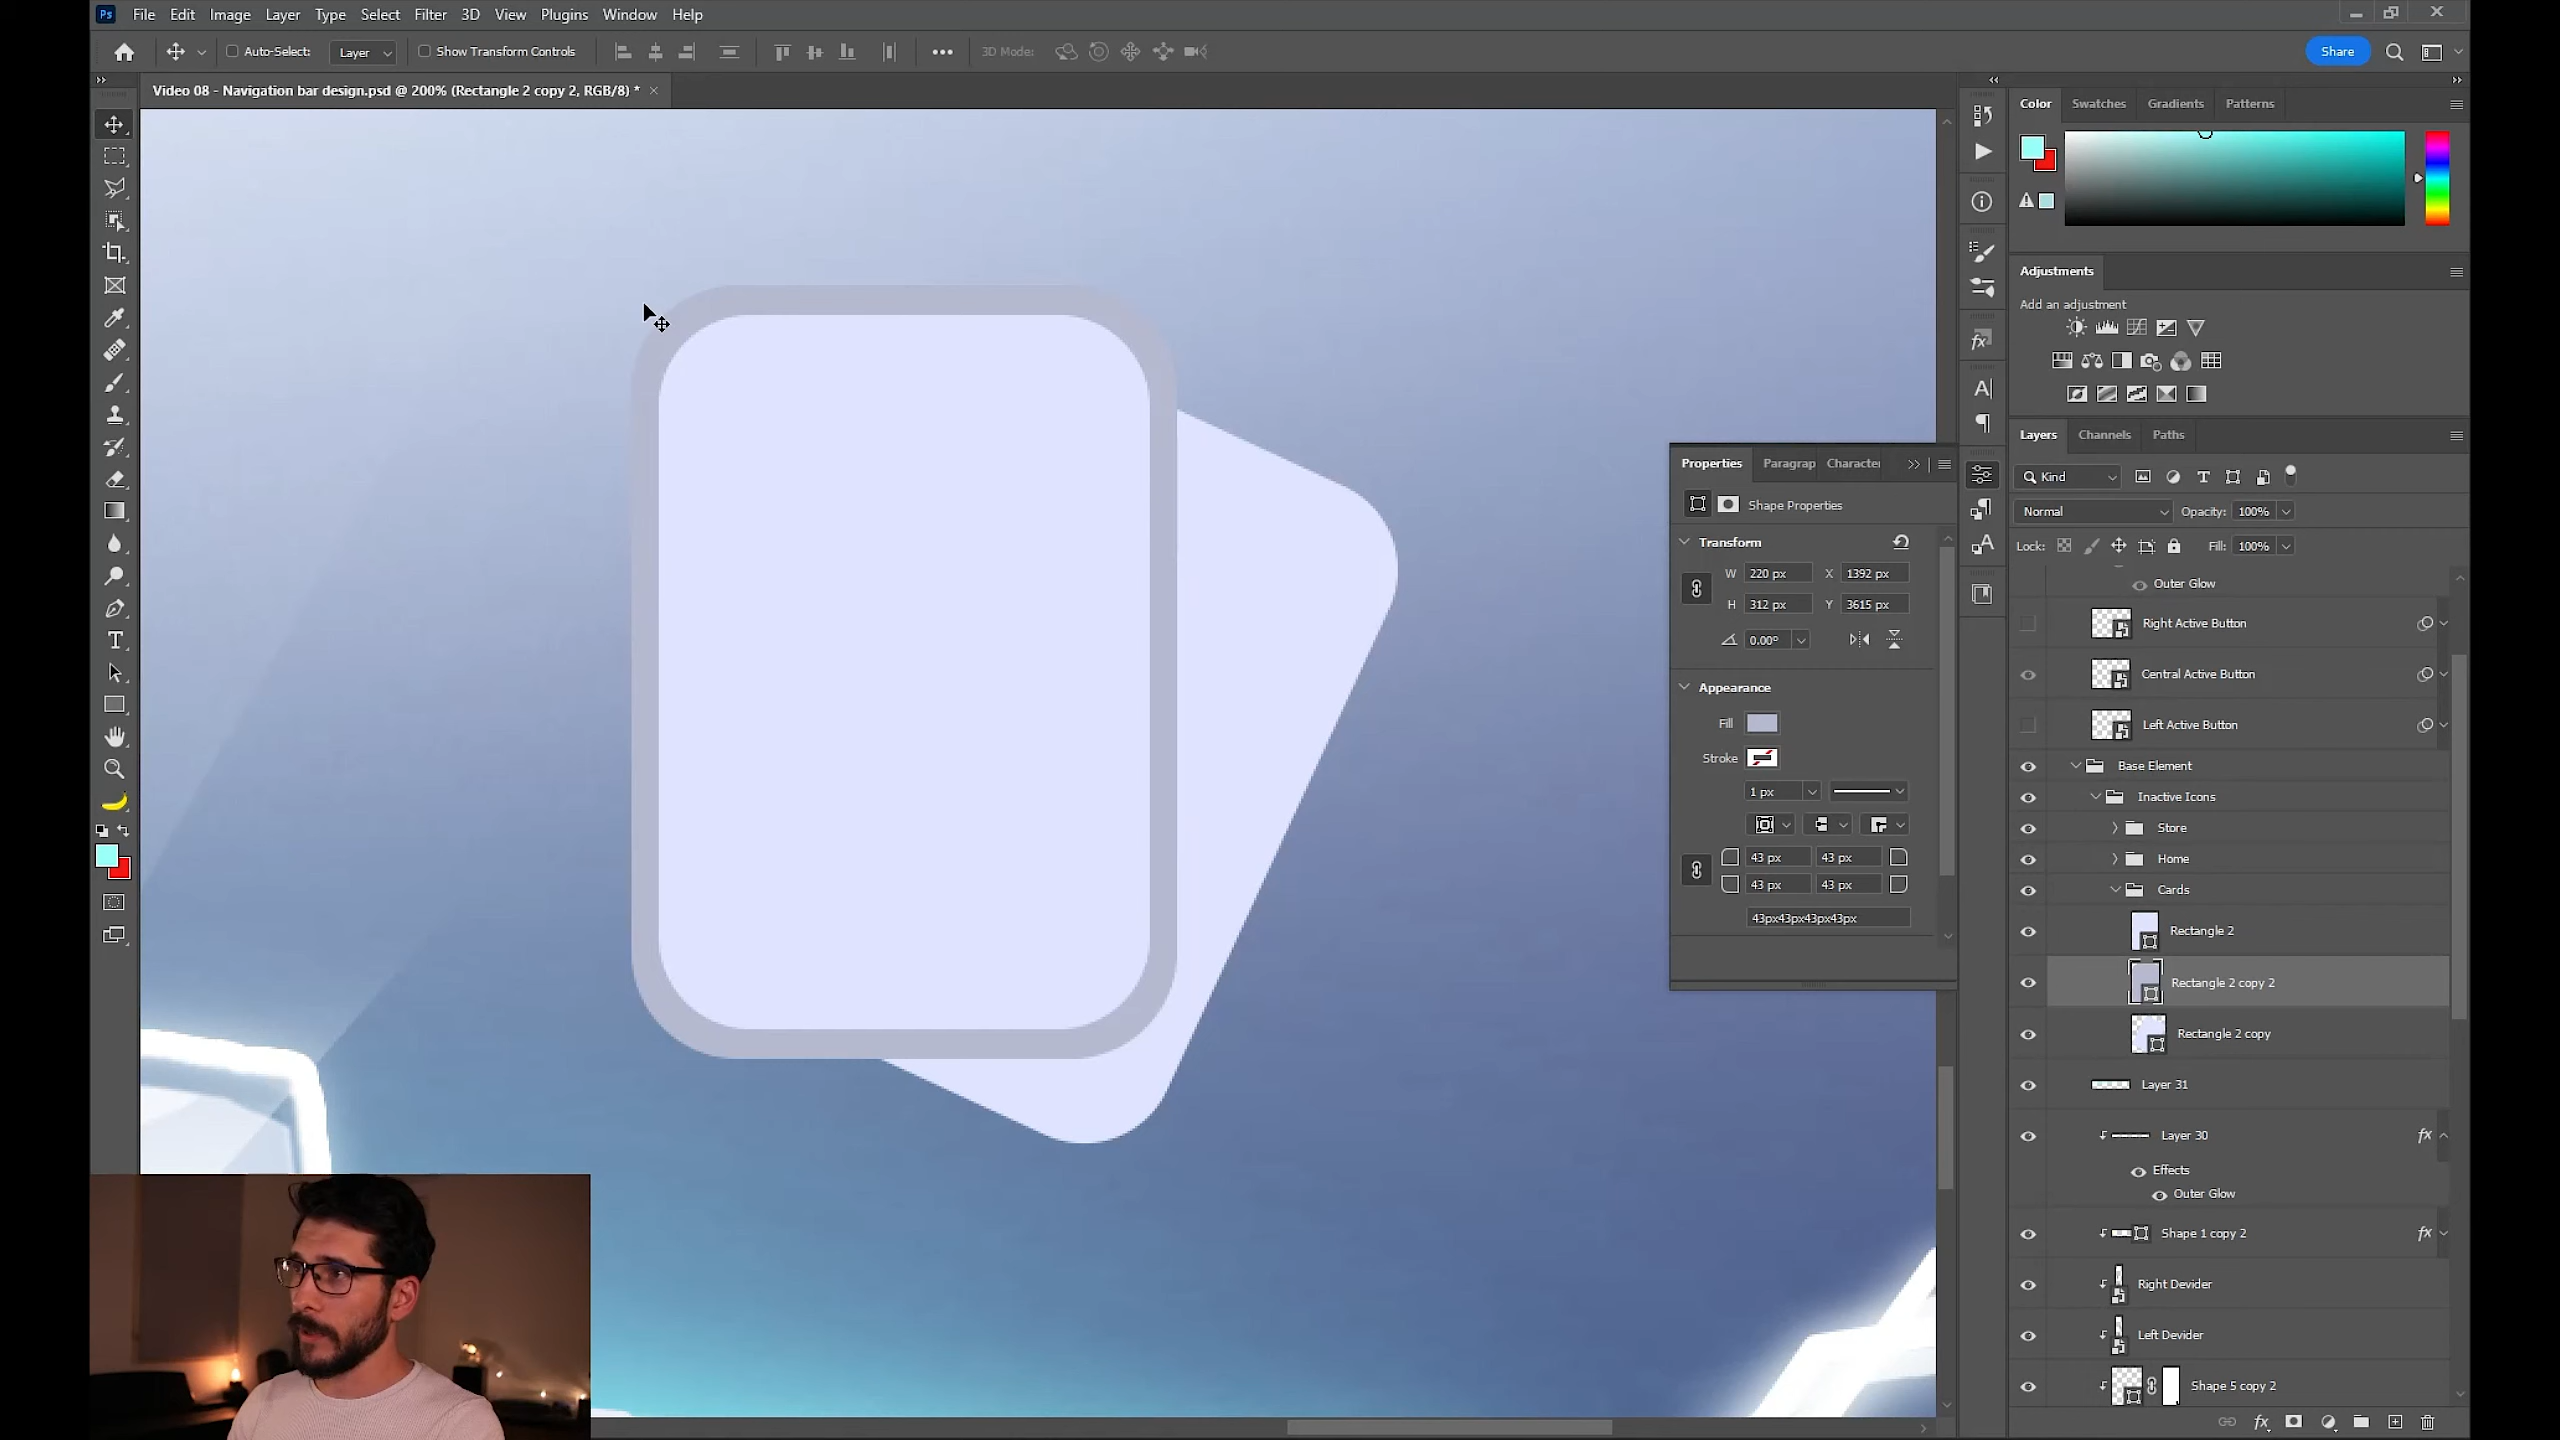 Ps File Edit Image Layer Type Select Filter 3D View Plugins Window Help
Auto-Select: Layer Show Transform Controls 3D Mode: Share
Video 08 - Navigation bar design.psd @ 200% (Rectangle 2 copy 2, RGB/8) *
Color Swatches Gradients Patterns
Adjustments
Add an adjustment
Layers Channels Paths
Kind
Normal Opacity: 100%
Lock: Fill: 100%
Outer Glow
Right Active Button
Central Active Button
Left Active Button
Base Element
Inactive Icons
Store
Home
Cards
Rectangle 2
Rectangle 2 copy 2
Rectangle 2 copy
Layer 31
Layer 30 fx
Effects
Outer Glow
Shape 1 copy 2 fx
Right Devider
Left Devider
Shape 5 copy 2
Properties Paragrap Character
Shape Properties
Transform
W 220 px X 1392 px
H 312 px Y 3615 px
0.00°
Appearance
Fill
Stroke
1 px
43 px 43 px
43 px 43 px
43px43px43px43px